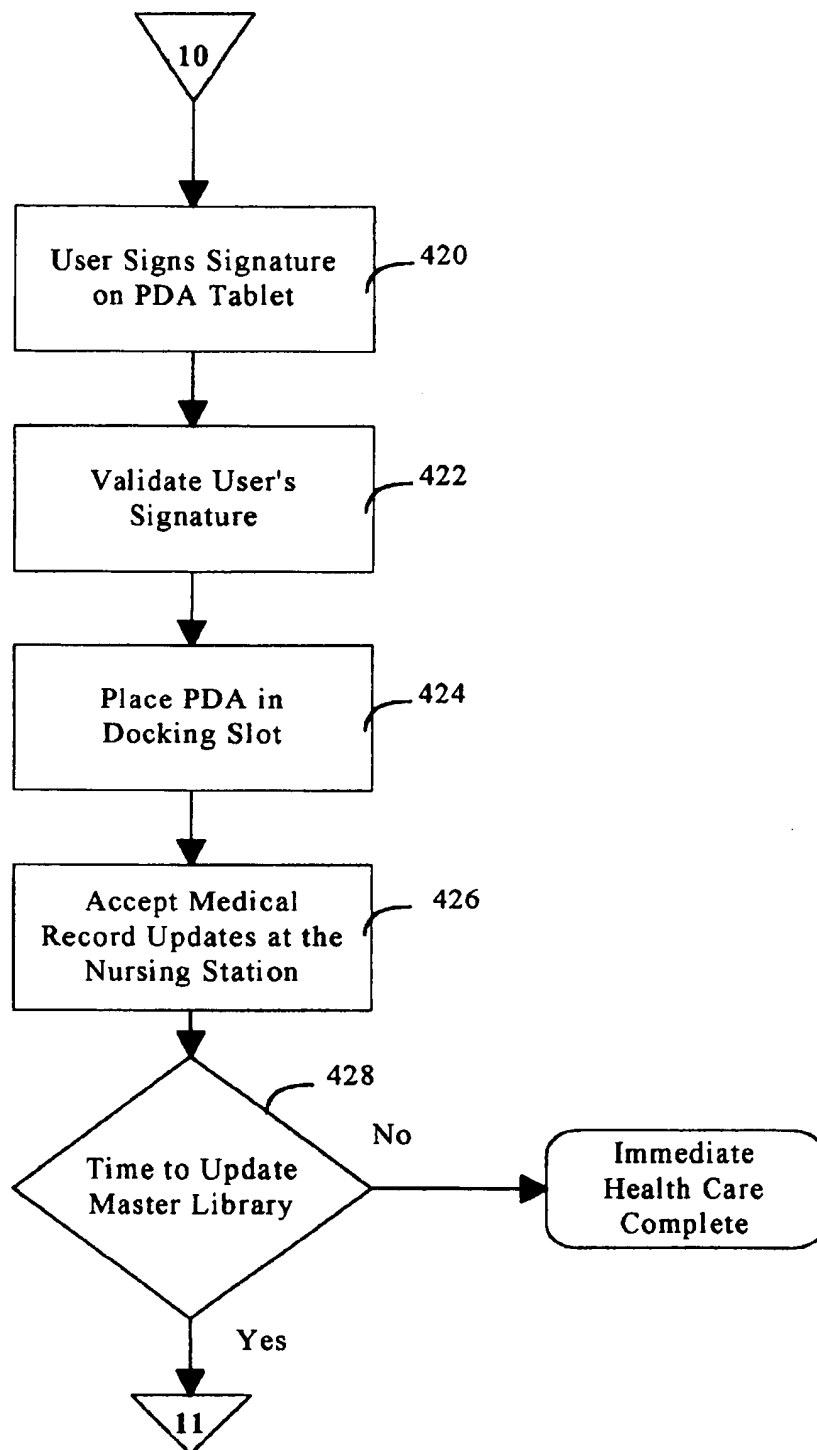 10
User Signs Signature
on PDA Tablet
420
Validate User's
Signature
422
Place PDA in
Docking Slot
424
Accept Medical
Record Updates at the
Nursing Station
426
428
Time to Update
Master Library
No
Immediate
Health Care
Complete
Yes
11